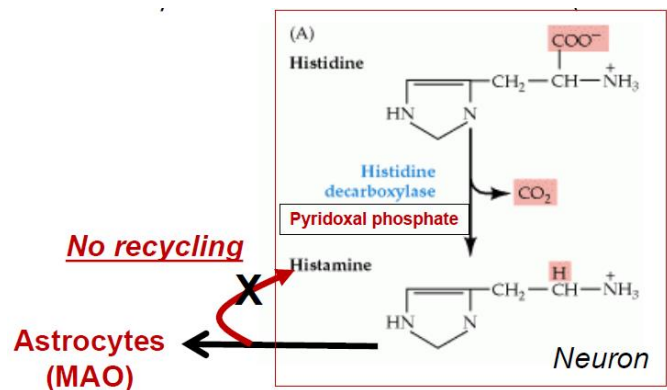 (A)
Histidine
COO⁻
CH₂—CH—NH₃⁺
HN
N
Histidine
decarboxylase
CO₂
Pyridoxal phosphate
No recycling
Histamine
X
H
CH₂—CH—NH₃⁺
HN
N
Astrocytes
(MAO)
Neuron